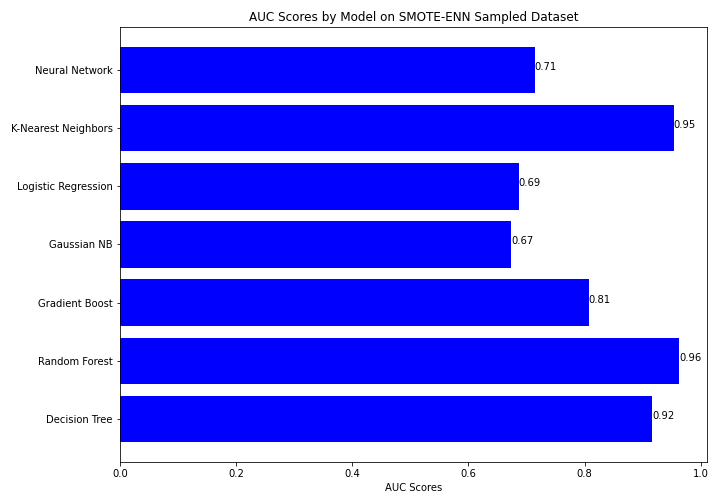 AUC Scores by Model on SMOTE-ENN Sampled Dataset
Neural Network
0.71
K-Nearest Neighbors
0.95
Logistic Regression
0.69
Gaussian NB
0.67
Gradient Boost
0.81
Random Forest
0.96
Decision Tree
0.92
0.0 0.2 0.4 0.6 0.8 1.0
AUC Scores